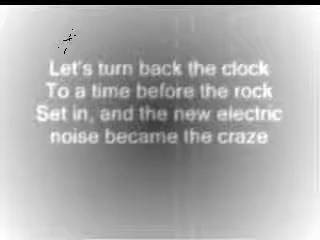 Let's turn back the clock
To a time before the rock
Set in, and the new electric
noise became the craze